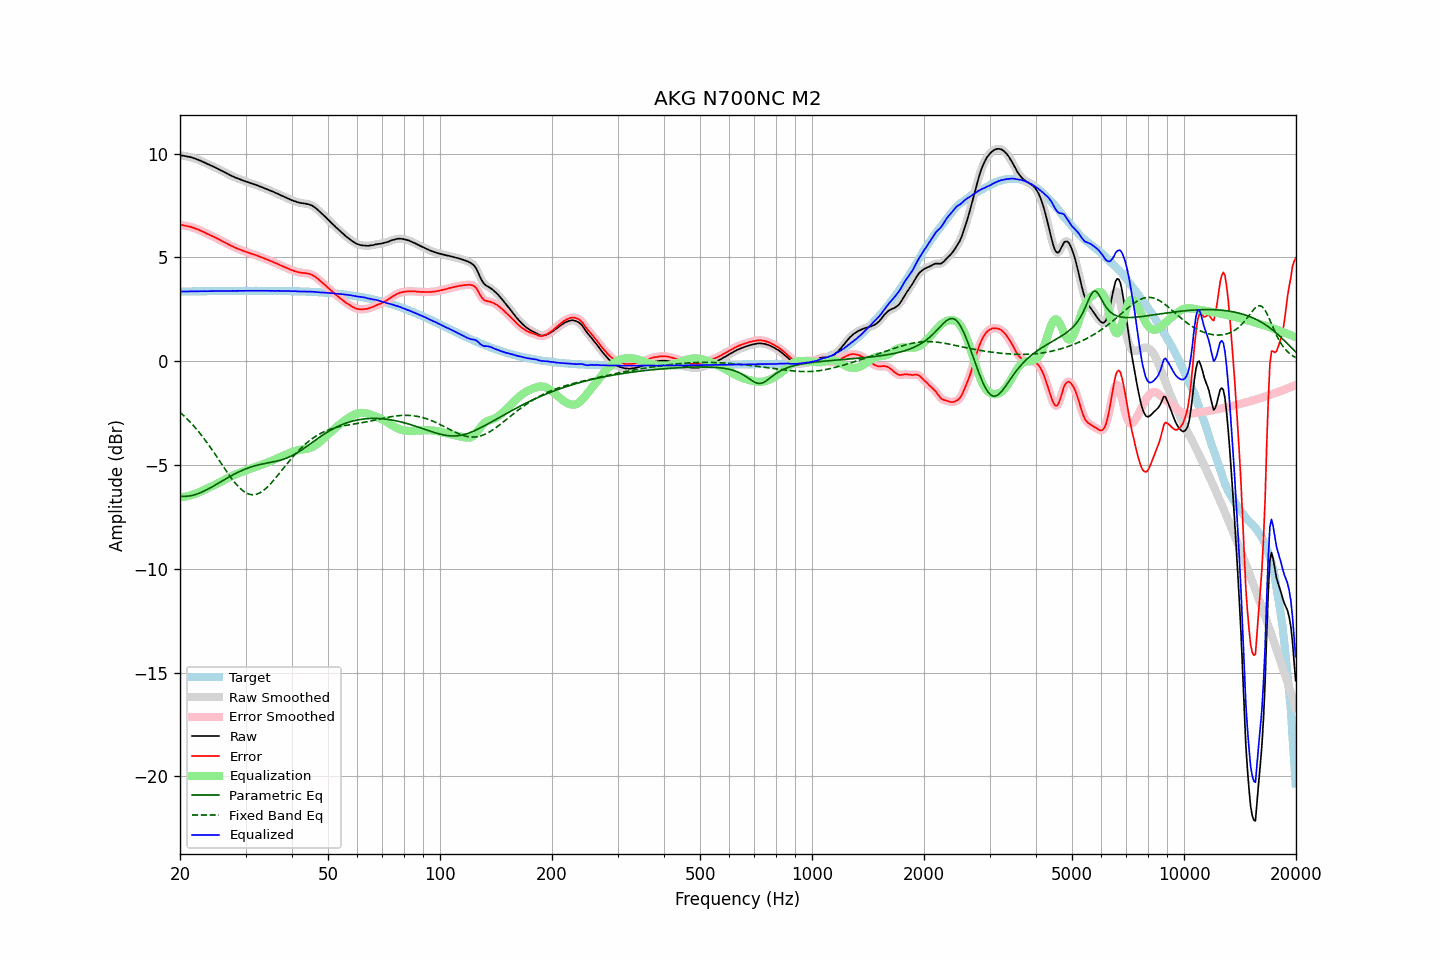 AKG N700NC M2
Amplitude (dBr)
10
5
0
−5
−10
−15
−20
Target
Raw Smoothed
Error Smoothed
Raw
Error
Equalization
Parametric Eq
Fixed Band Eq
Equalized
20 50 100 200 500 1000 2000 5000 10000 20000
Frequency (Hz)